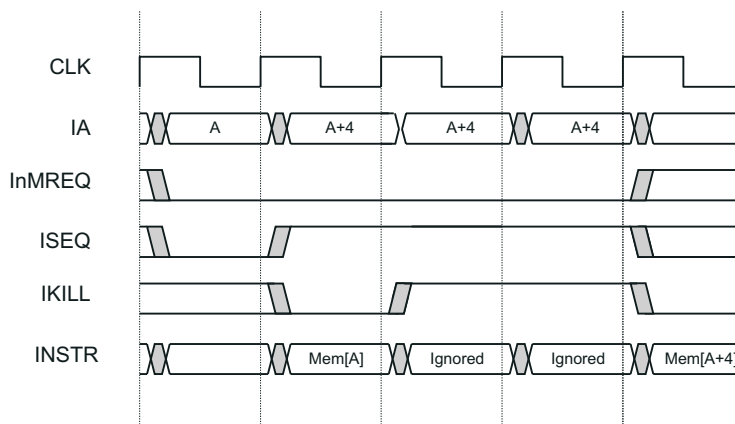 CLK
IA A A+4 A+4 A+4
InMREQ
ISEQ
IKILL
INSTR Mem[A] Ignored Ignored Mem[A+4]